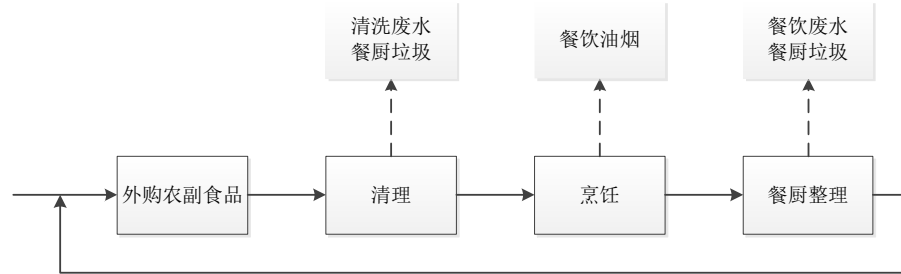 清洗废水
餐厨垃圾
餐饮油烟
餐饮废水
餐厨垃圾
外购农副食品
清理
烹饪
餐厨整理